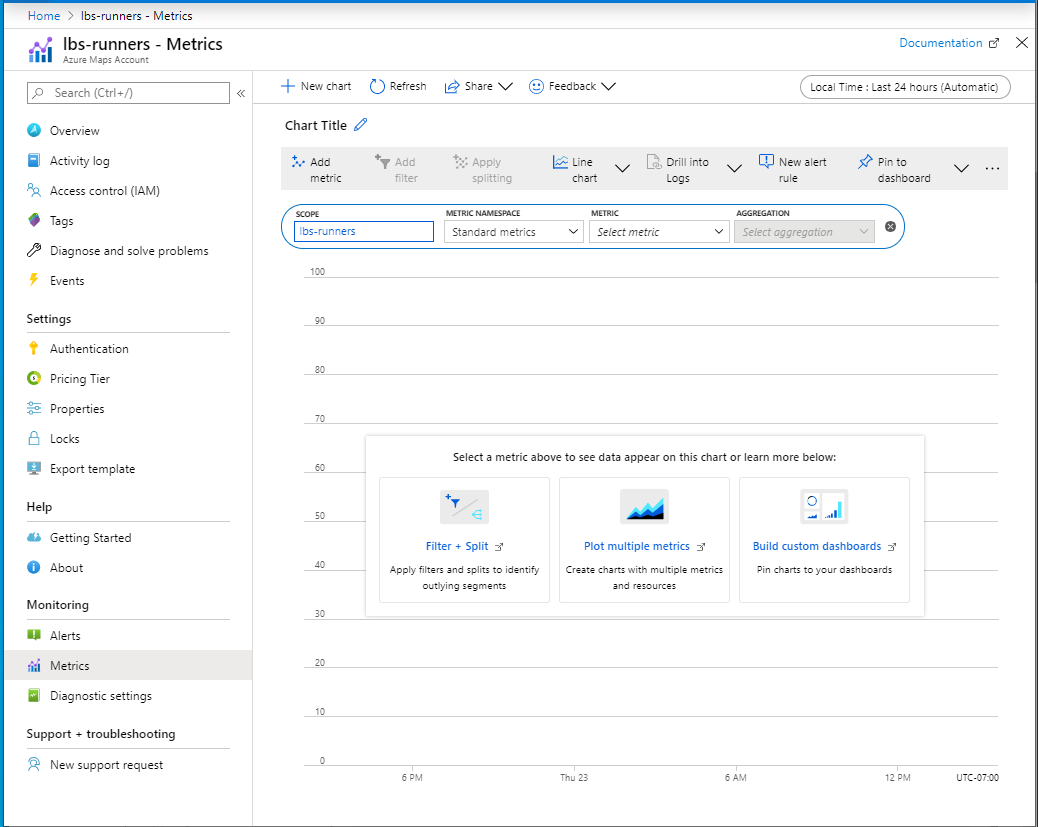 Home > lbs-runners - Metrics
lbs-runners - Metrics
Azure Maps Account
Documentation
Search (Ctrl+/)
«
Overview
Activity log
Access control (IAM)
Tags
Diagnose and solve problems
Events
Settings
Authentication
Pricing Tier
Properties
Locks
Export template
Help
Getting Started
About
Monitoring
Alerts
Metrics
Diagnostic settings
Support + troubleshooting
New support request
New chart
Refresh
Share
Feedback
Local Time : Last 24 hours (Automatic)
Chart Title
Add
metric
Add
filter
Apply
splitting
Line
chart
Drill into
Logs
New alert
rule
Pin to
dashboard
...
SCOPE
lbs-runners
METRIC NAMESPACE
Standard metrics
METRIC
Select metric
AGGREGATION
Select aggregation
100
90
80
70
60
50
40
30
20
10
0
Select a metric above to see data appear on this chart or learn more below:
Filter + Split
Apply filters and splits to identify
outlying segments
Plot multiple metrics
Create charts with multiple metrics
and resources
Build custom dashboards
Pin charts to your dashboards
6 PM
Thu 23
6 AM
12 PM
UTC-07:00